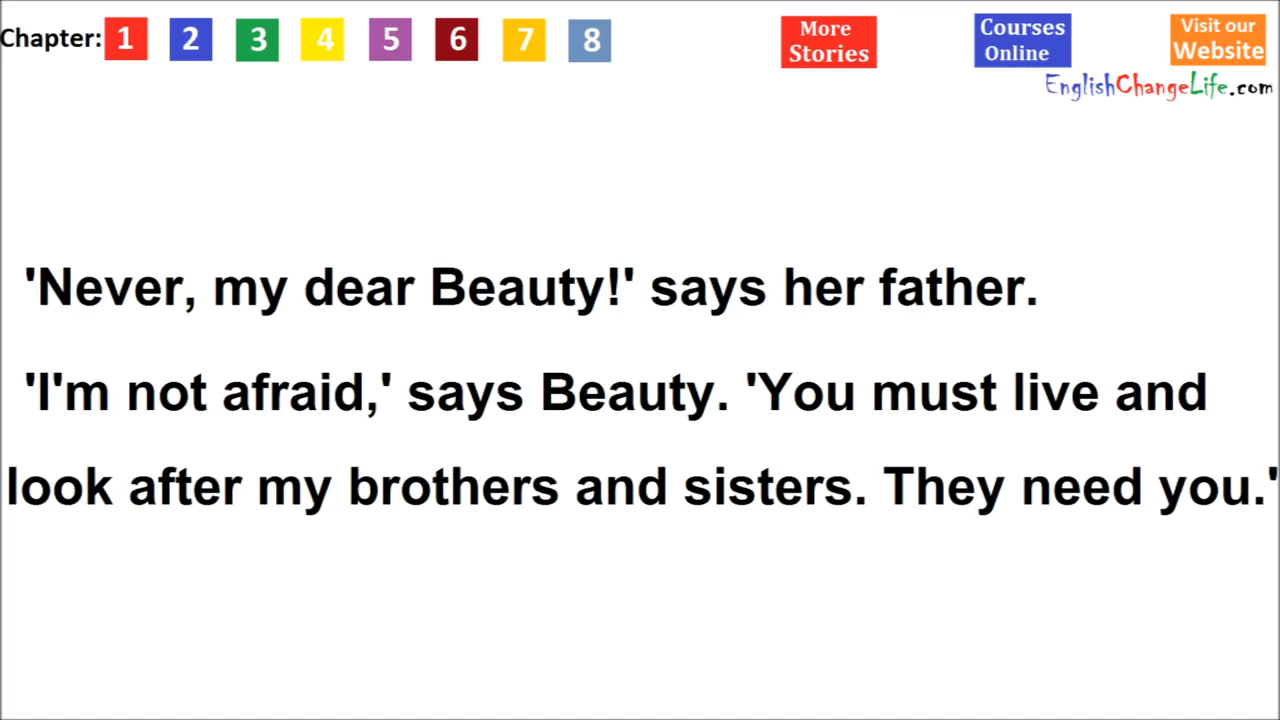 Chapter: 1 2 3 4 5 6 7 8
More
Stories
Courses
Online
Visit our
Website
EnglishChangeLife.com
'Never, my dear Beauty!' says her father.
'I'm not afraid,' says Beauty. 'You must live and
look after my brothers and sisters. They need you.'